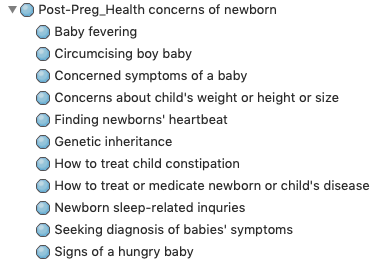 Post-Preg_Health concerns of newborn
Baby fevering
Circumcising boy baby
Concerned symptoms of a baby
Concerns about child's weight or height or size
Finding newborns' heartbeat
Genetic inheritance
How to treat child constipation
How to treat or medicate newborn or child's disease
Newborn sleep-related inquries
Seeking diagnosis of babies' symptoms
Signs of a hungry baby